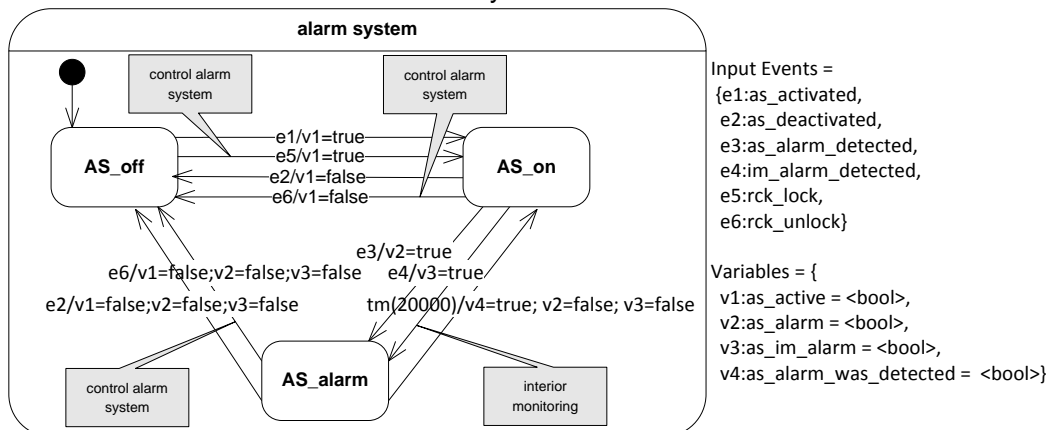 alarm system
control alarm
system
control alarm
system
e1/v1=true
e5/v1=true
e2/v1=false
e6/v1=false
AS_off
AS_on
e3/v2=true
e6/v1=false;v2=false;v3=false
e4/v3=true
e2/v1=false;v2=false;v3=false
tm(20000)/v4=true; v2=false; v3=false
AS_alarm
control alarm
system
interior
monitoring
Input Events =
{e1:as_activated,
e2:as_deactivated,
e3:as_alarm_detected,
e4:im_alarm_detected,
e5:rck_lock,
e6:rck_unlock}
Variables = {
v1:as_active = <bool>,
v2:as_alarm = <bool>,
v3:as_im_alarm = <bool>,
v4:as_alarm_was_detected = <bool>}